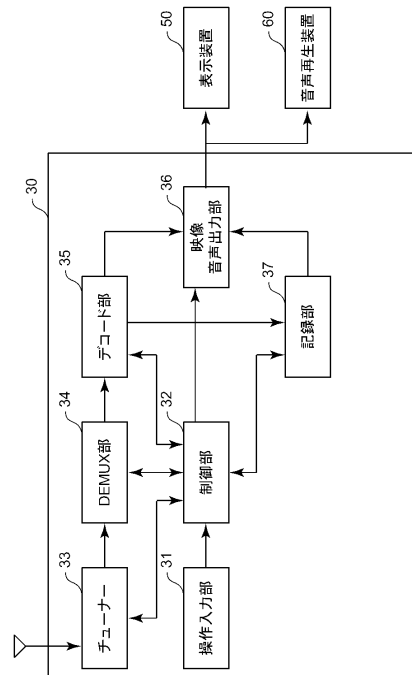 30
33
チューナー
34
DEMUX部
35
デコード部
31
操作入力部
32
制御部
36
映像
音声出力部
37
記録部
50
表示装置
60
音声再生装置